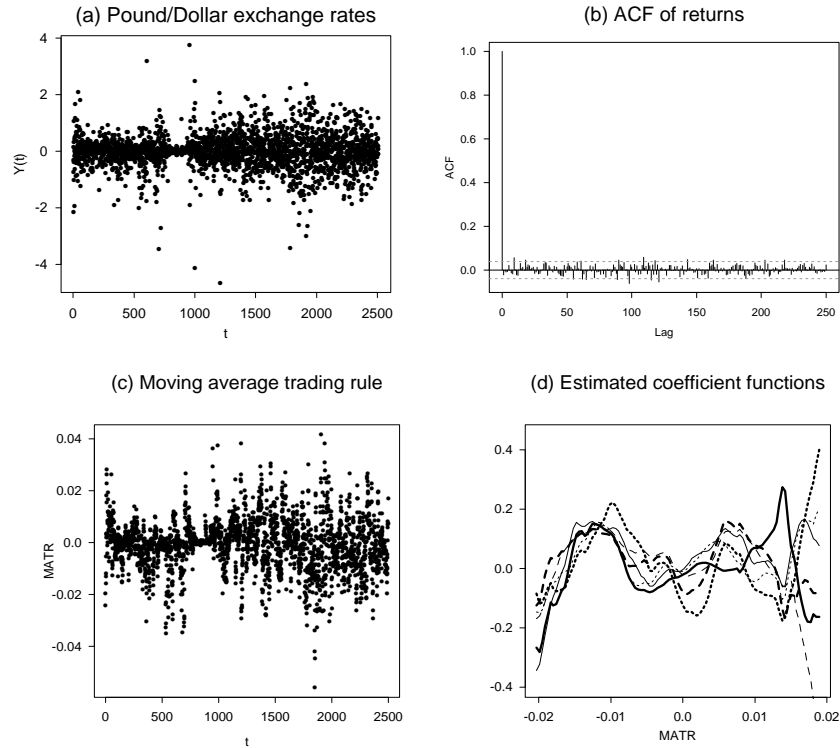 (a) Pound/Dollar exchange rates
Y(t)
4
2
0
-2
-4
0 500 1000 1500 2000 2500
t
(b) ACF of returns
ACF
1.0
0.8
0.6
0.4
0.2
0.0
0 50 100 150 200 250
Lag
(c) Moving average trading rule
MATR
0.04
0.02
0.0
-0.02
-0.04
0 500 1000 1500 2000 2500
t
(d) Estimated coefficient functions
0.4
0.2
0.0
-0.2
-0.4
-0.02 -0.01 0.0 0.01 0.02
MATR